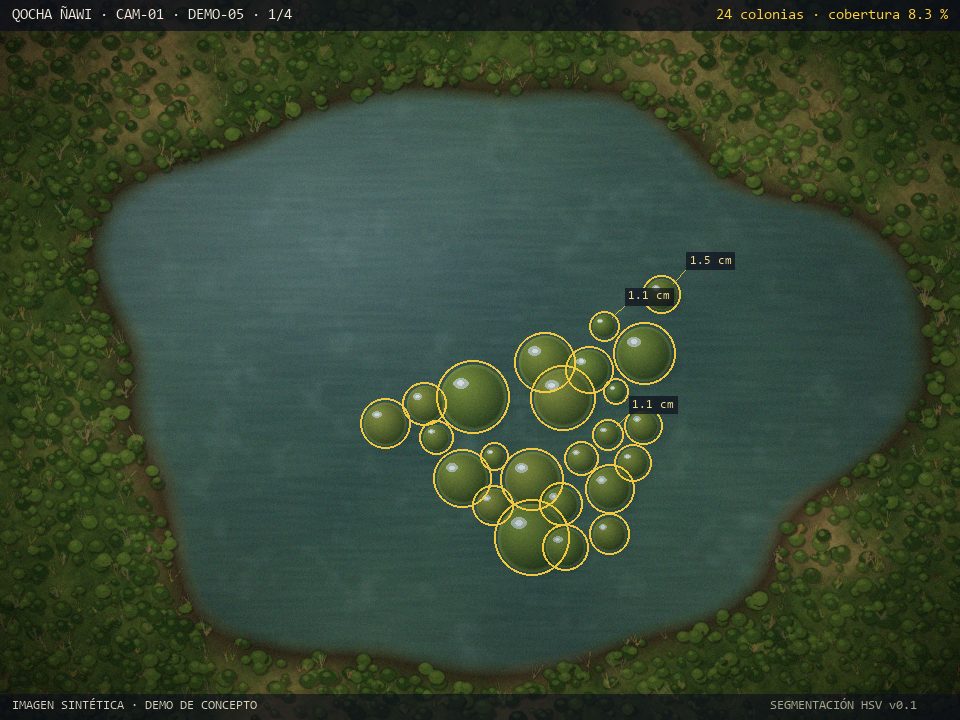 QOCHA ÑAWI · CAM-01 · DEMO-05 · 1/4
24 colonias · cobertura 8.3 %
1.5 cm
1.1 cm
1.1 cm
IMAGEN SINTÉTICA · DEMO DE CONCEPTO
SEGMENTACIÓN HSV v0.1